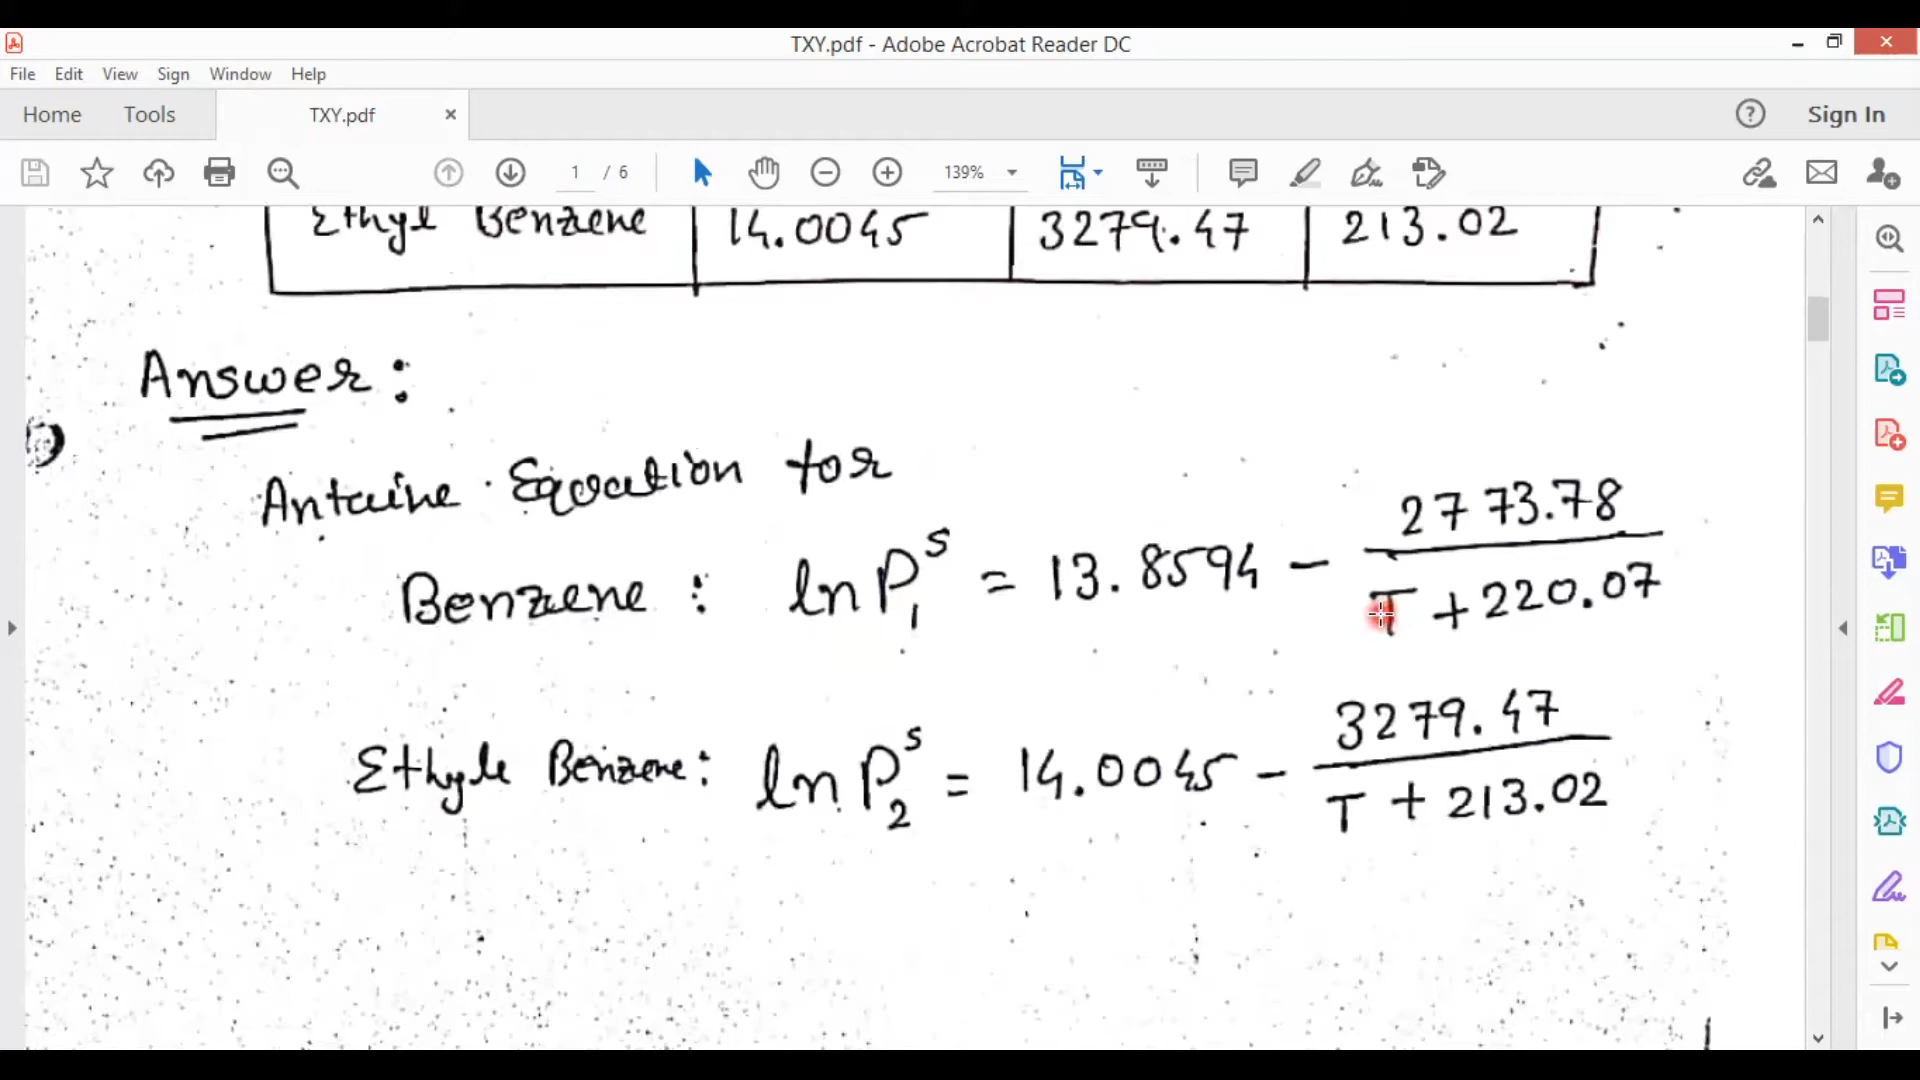 TXY.pdf - Adobe Acrobat Reader DC
File Edit View Sign Window Help
Home Tools TXY.pdf × ? Sign In
1 / 6 139%
Ethyl Benzene 14.0045 3279.47 213.02
Answer :
Antoine Equation for
Benzene : ln P₁ˢ = 13.8594 - 2773.78 / T + 220.07
Ethyle Benzene : ln P₂ˢ = 14.0045 - 3279.47 / T + 213.02